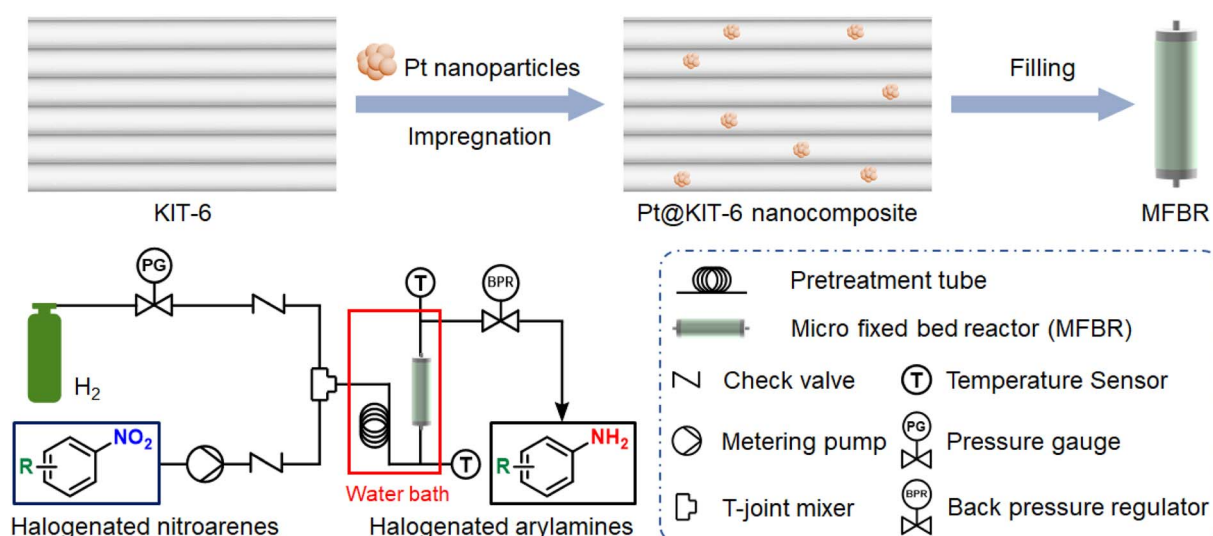 Pt nanoparticles
Impregnation
Filling
KIT-6
Pt@KIT-6 nanocomposite
MFBR
PG
H2
T
BPR
R
NO2
Water bath
T
R
NH2
Halogenated nitroarenes
Halogenated arylamines
Pretreatment tube
Micro fixed bed reactor (MFBR)
Check valve
T
Temperature Sensor
Metering pump
PG
Pressure gauge
T-joint mixer
BPR
Back pressure regulator